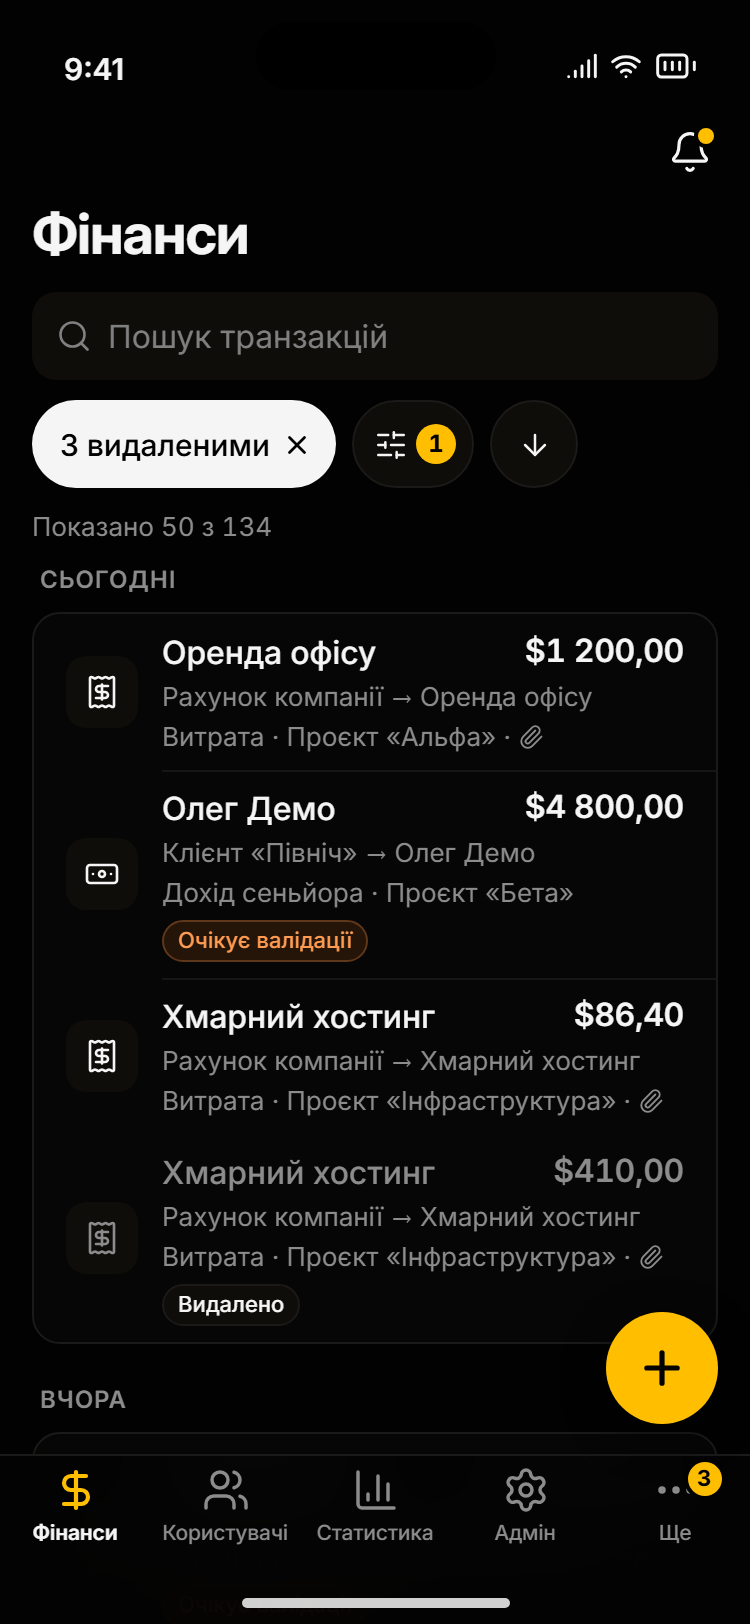 9:41
Фінанси
Пошук транзакцій
З видаленими
1
Показано 50 з 134
СЬОГОДНІ
Оренда офісу $1 200,00
Рахунок компанії → Оренда офісу
Витрата · Проєкт «Альфа» ·
Олег Демо $4 800,00
Клієнт «Північ» → Олег Демо
Дохід сеньйора · Проєкт «Бета»
Очікує валідації
Хмарний хостинг $86,40
Рахунок компанії → Хмарний хостинг
Витрата · Проєкт «Інфраструктура» ·
Хмарний хостинг $410,00
Рахунок компанії → Хмарний хостинг
Витрата · Проєкт «Інфраструктура» ·
Видалено
ВЧОРА
3
Фінанси Користувачі Статистика Адмін Ще